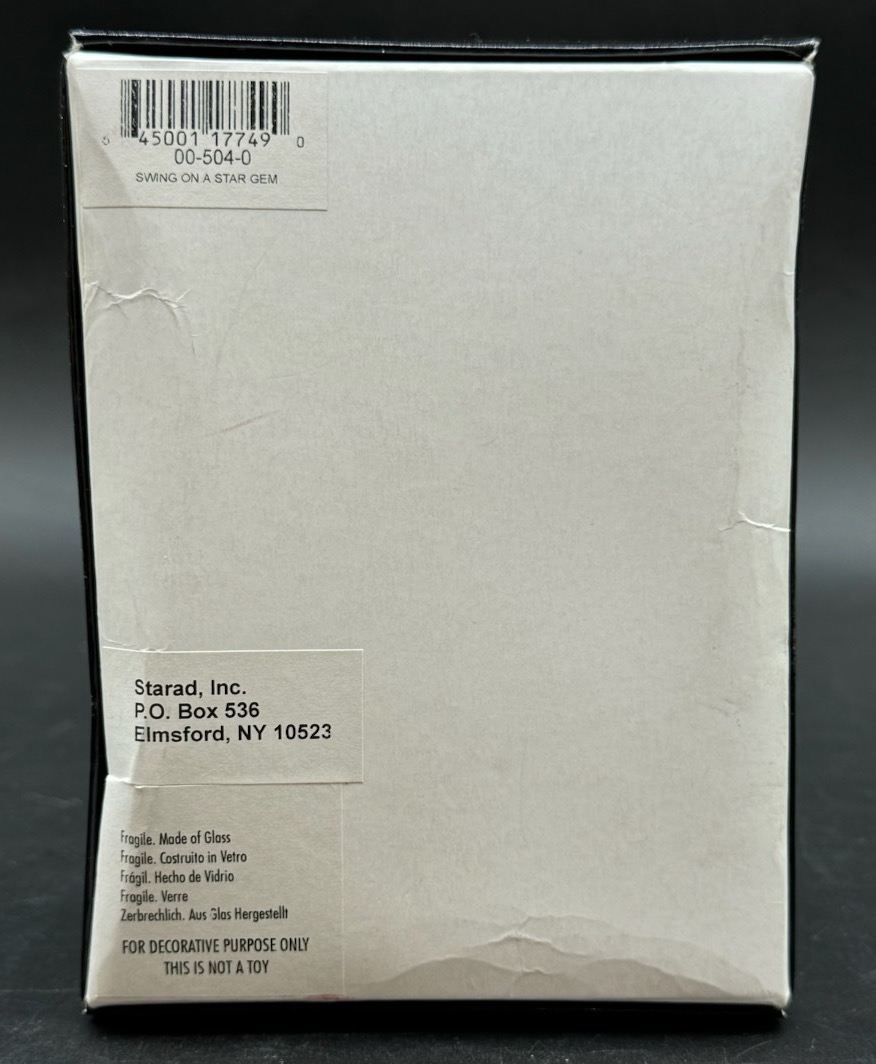 6 45001 17749 0
00-504-0
SWING ON A STAR GEM
Starad, Inc.
P.O. Box 536
Elmsford, NY 10523
Fragile. Made of Glass
Fragile. Costruito in Vetro
Frágil. Hecho de Vidrio
Fragile. Verre
Zerbrechlich. Aus Glas Hergestellt
FOR DECORATIVE PURPOSE ONLY
THIS IS NOT A TOY